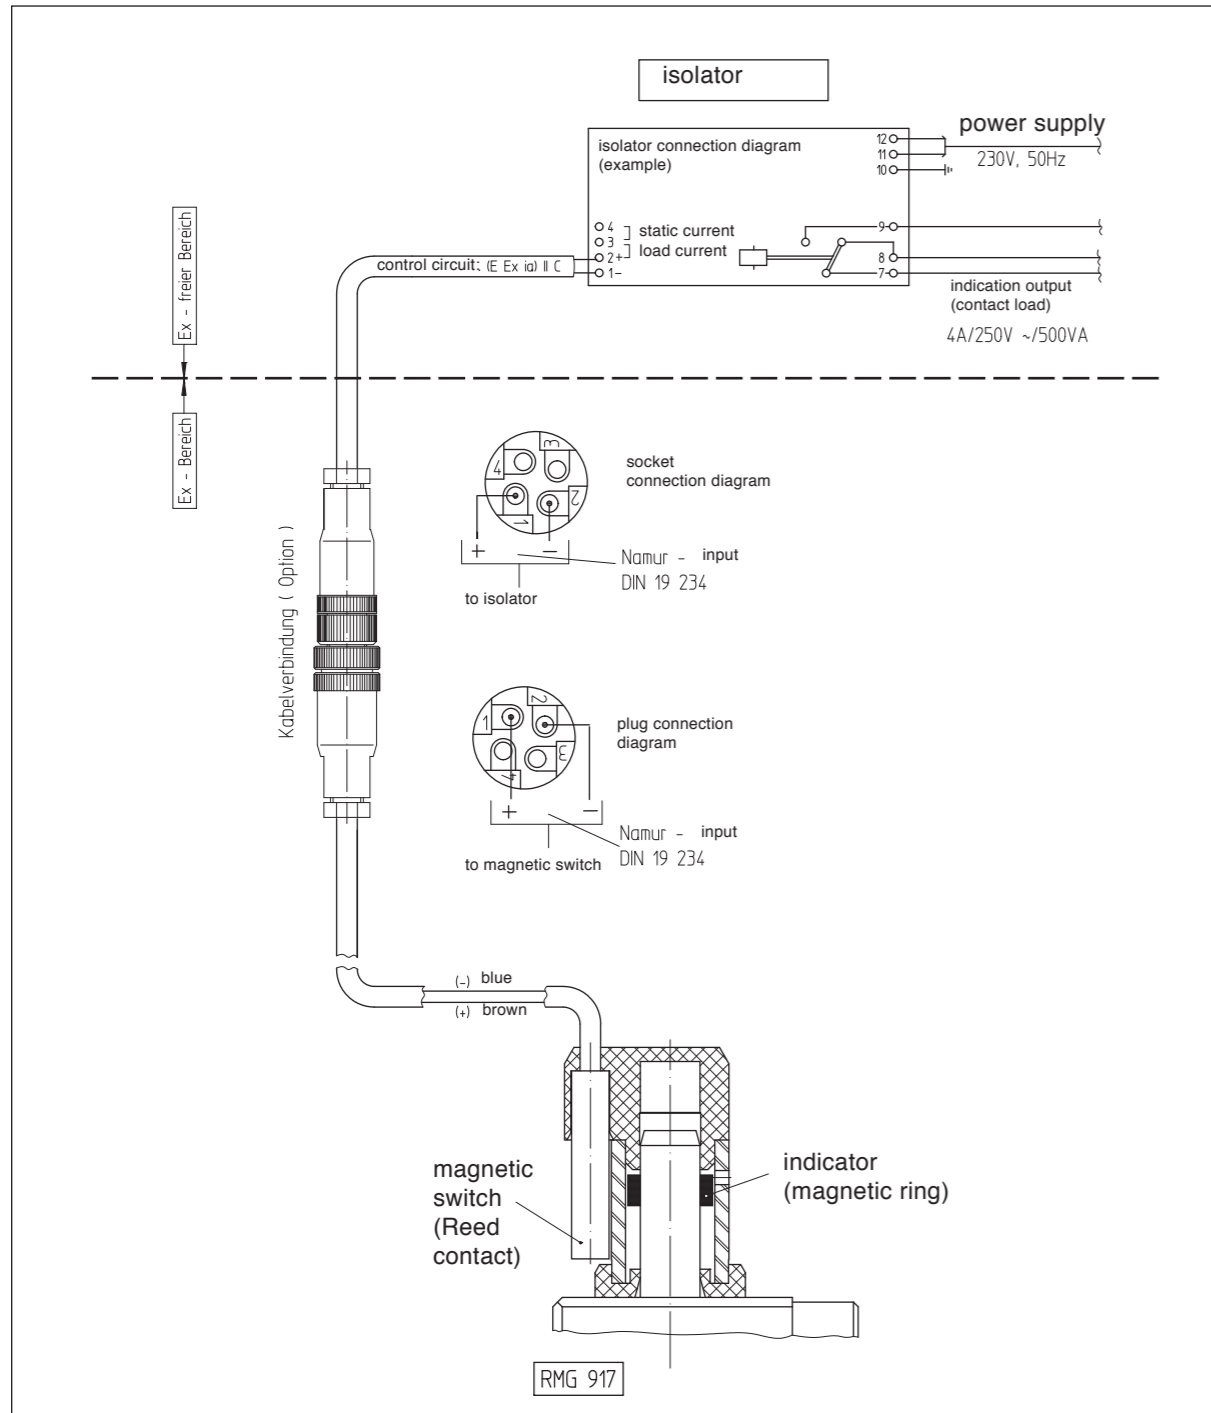 isolator
isolator connection diagram
(example)
12
11
10
power supply
230V, 50Hz
4
3
2+
1–
static current
load current
9
8
7
control circuit: (E Ex ia) II C
indication output
(contact load)
4A/250V ~/500VA
Ex - freier Bereich
Ex - Bereich
4
3
1
2
socket
connection diagram
+ –
Namur - input
DIN 19 234
to isolator
Kabelverbindung ( Option )
1
2
4
3
plug connection
diagram
+ –
Namur - input
DIN 19 234
to magnetic switch
(-) blue
(+) brown
magnetic
switch
(Reed
contact)
indicator
(magnetic ring)
RMG 917